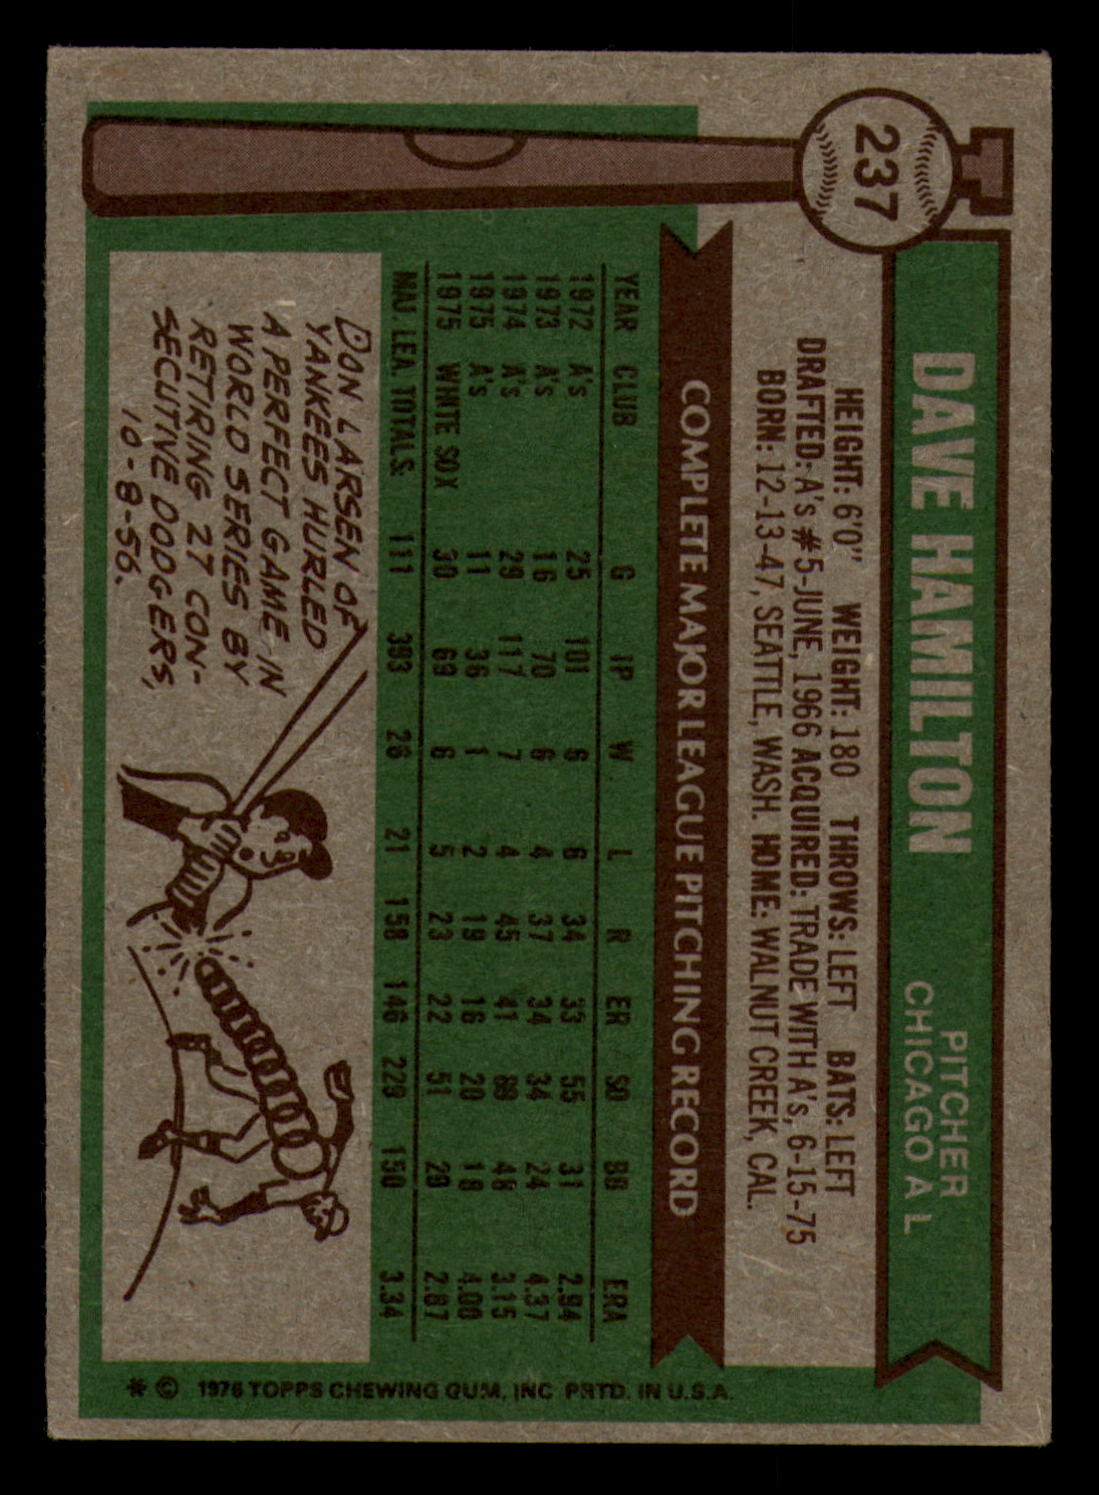 237
DAVE HAMILTON
PITCHER
CHICAGO A L
HEIGHT: 6'0" WEIGHT: 180 THROWS: LEFT BATS: LEFT
DRAFTED: A's #5-JUNE, 1966 ACQUIRED: TRADE WITH A's, 6-15-75
BORN: 12-13-47, SEATTLE, WASH. HOME: WALNUT CREEK, CAL.
COMPLETE MAJOR LEAGUE PITCHING RECORD
YEAR CLUB G IP W L R ER SO BB ERA
1972 A's 25 101 6 6 34 33 55 31 2.94
1973 A's 16 70 6 4 37 34 34 24 4.37
1974 A's 29 117 7 4 45 41 69 48 3.15
1975 A's 11 36 1 2 19 16 20 18 4.00
1975 WHITE SOX 30 69 6 5 23 22 51 29 2.87
MAJ LEA TOTALS 111 393 26 21 158 146 229 150 3.34
DON LARSEN OF
YANKEES HURLED
A PERFECT GAME IN
WORLD SERIES BY
RETIRING 27 CON-
SECUTIVE DODGERS,
10-8-56.
* © 1976 TOPPS CHEWING GUM, INC PRTD. IN U.S.A.